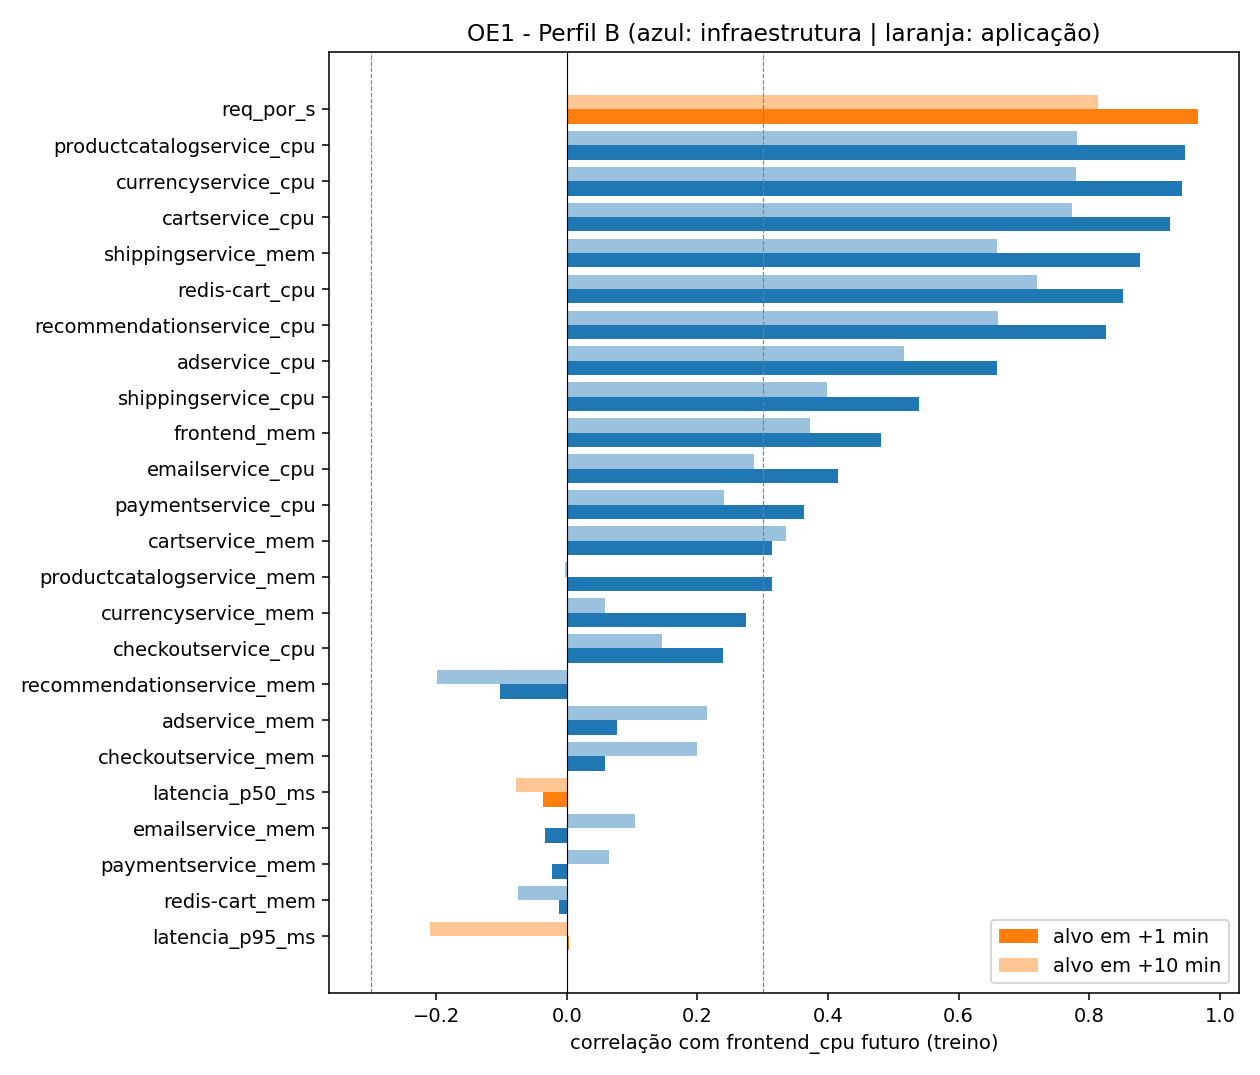 OE1 - Perfil B (azul: infraestrutura | laranja: aplicação)
req_por_s
productcatalogservice_cpu
currencyservice_cpu
cartservice_cpu
shippingservice_mem
redis-cart_cpu
recommendationservice_cpu
adservice_cpu
shippingservice_cpu
frontend_mem
emailservice_cpu
paymentservice_cpu
cartservice_mem
productcatalogservice_mem
currencyservice_mem
checkoutservice_cpu
recommendationservice_mem
adservice_mem
checkoutservice_mem
latencia_p50_ms
emailservice_mem
paymentservice_mem
redis-cart_mem
latencia_p95_ms
alvo em +1 min
alvo em +10 min
−0.2 0.0 0.2 0.4 0.6 0.8 1.0
correlação com frontend_cpu futuro (treino)